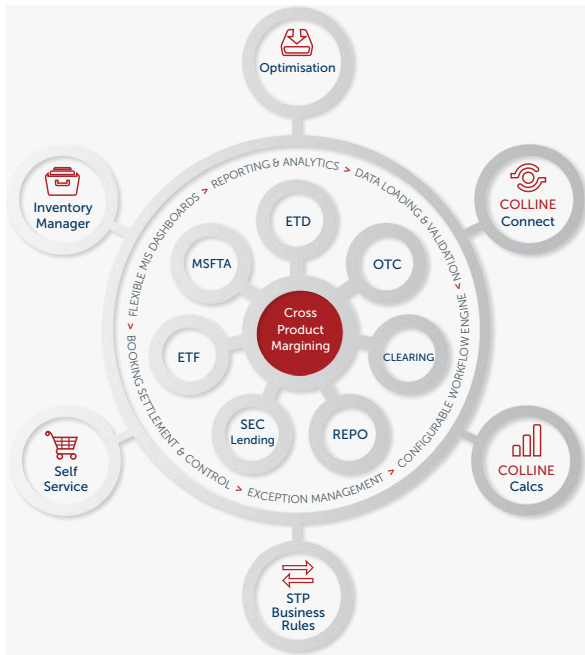 Optimisation
COLLINE
Connect
COLLINE
Calcs
STP
Business
Rules
Self
Service
Inventory
Manager
FLEXIBLE MIS DASHBOARDS > REPORTING & ANALYTICS > DATA LOADING & VALIDATION >
CONFIGURABLE WORKFLOW ENGINE
BOOKING SETTLEMENT & CONTROL > EXCEPTION MANAGEMENT >
<
ETD
OTC
CLEARING
REPO
SEC
Lending
ETF
MSFTA
Cross
Product
Margining